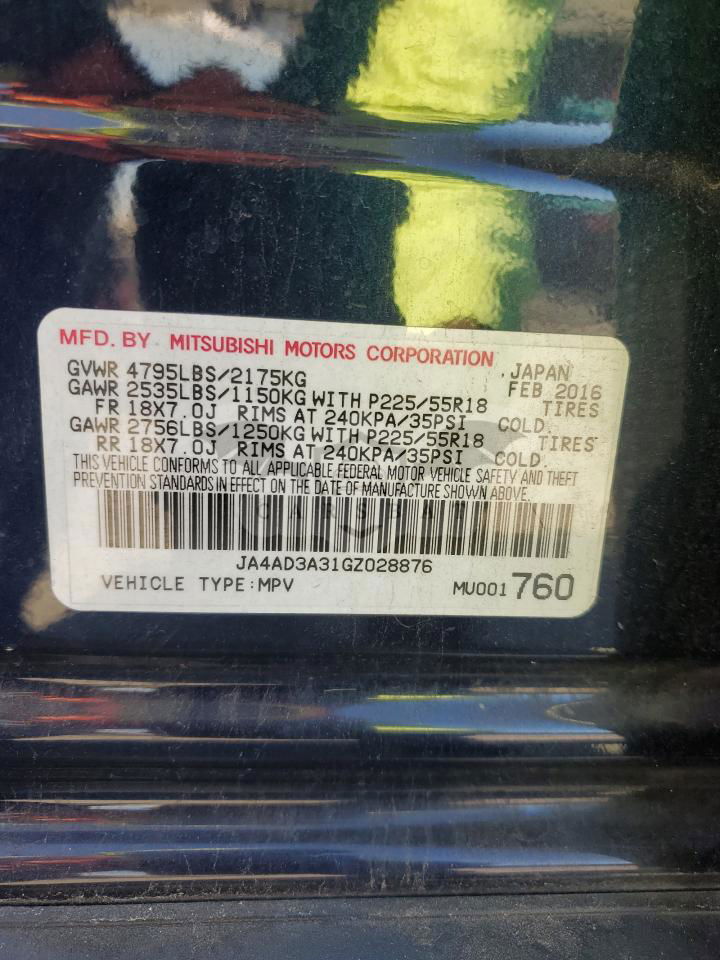 MFD. BY MITSUBISHI MOTORS CORPORATION
GVWR 4795LBS/2175KG JAPAN
GAWR 2535LBS/1150KG WITH P225/55R18 FEB 2016
FR 18X7.0J RIMS AT 240KPA/35PSI TIRES
COLD.
GAWR 2756LBS/1250KG WITH P225/55R18 TIRES
RR 18X7.0J RIMS AT 240KPA/35PSI COLD.
THIS VEHICLE CONFORMS TO ALL APPLICABLE FEDERAL MOTOR VEHICLE SAFETY AND THEFT
PREVENTION STANDARDS IN EFFECT ON THE DATE OF MANUFACTURE SHOWN ABOVE.
JA4AD3A31GZ028876
VEHICLE TYPE:MPV MU001 760